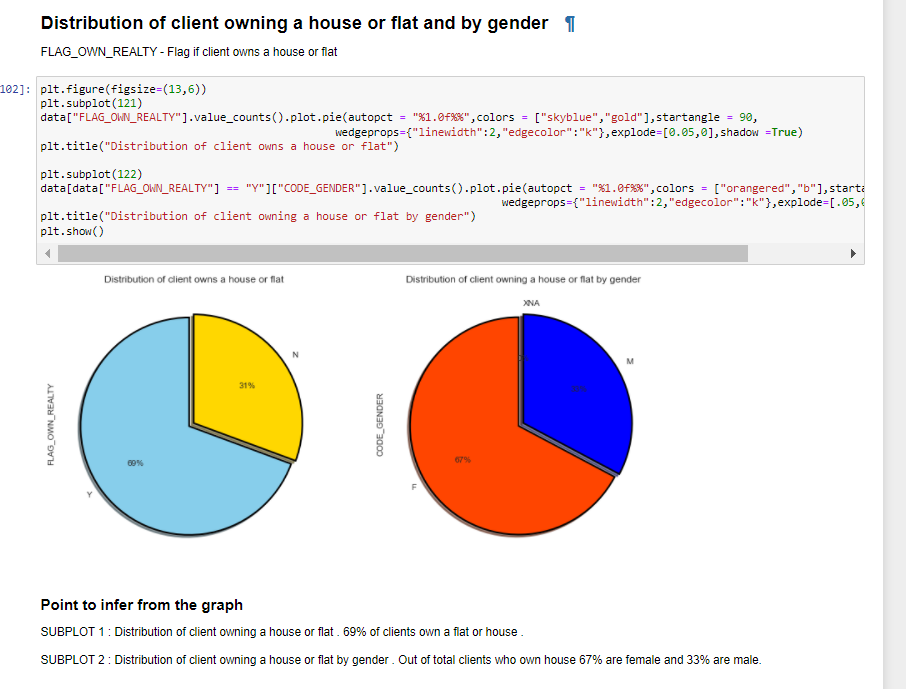 Distribution of client owning a house or flat and by gender ¶
FLAG_OWN_REALTY - Flag if client owns a house or flat
102]:
plt.figure(figsize=(13,6))
plt.subplot(121)
data["FLAG_OWN_REALTY"].value_counts().plot.pie(autopct = "%1.0f%%",colors = ["skyblue","gold"],startangle = 90,
wedgeprops={"linewidth":2,"edgecolor":"k"},explode=[0.05,0],shadow =True)
plt.title("Distribution of client owns a house or flat")
plt.subplot(122)
data[data["FLAG_OWN_REALTY"] == "Y"]["CODE_GENDER"].value_counts().plot.pie(autopct = "%1.0f%%",colors = ["orangered","b"],starta
wedgeprops={"linewidth":2,"edgecolor":"k"},explode=[.05,
plt.title("Distribution of client owning a house or flat by gender")
plt.show()
Distribution of client owns a house or flat
FLAG_OWN_REALTY
N
31%
69%
Y
Distribution of client owning a house or flat by gender
CODE_GENDER
XNA
M
67%
F
Point to infer from the graph
SUBPLOT 1 : Distribution of client owning a house or flat . 69% of clients own a flat or house .
SUBPLOT 2 : Distribution of client owning a house or flat by gender . Out of total clients who own house 67% are female and 33% are male.